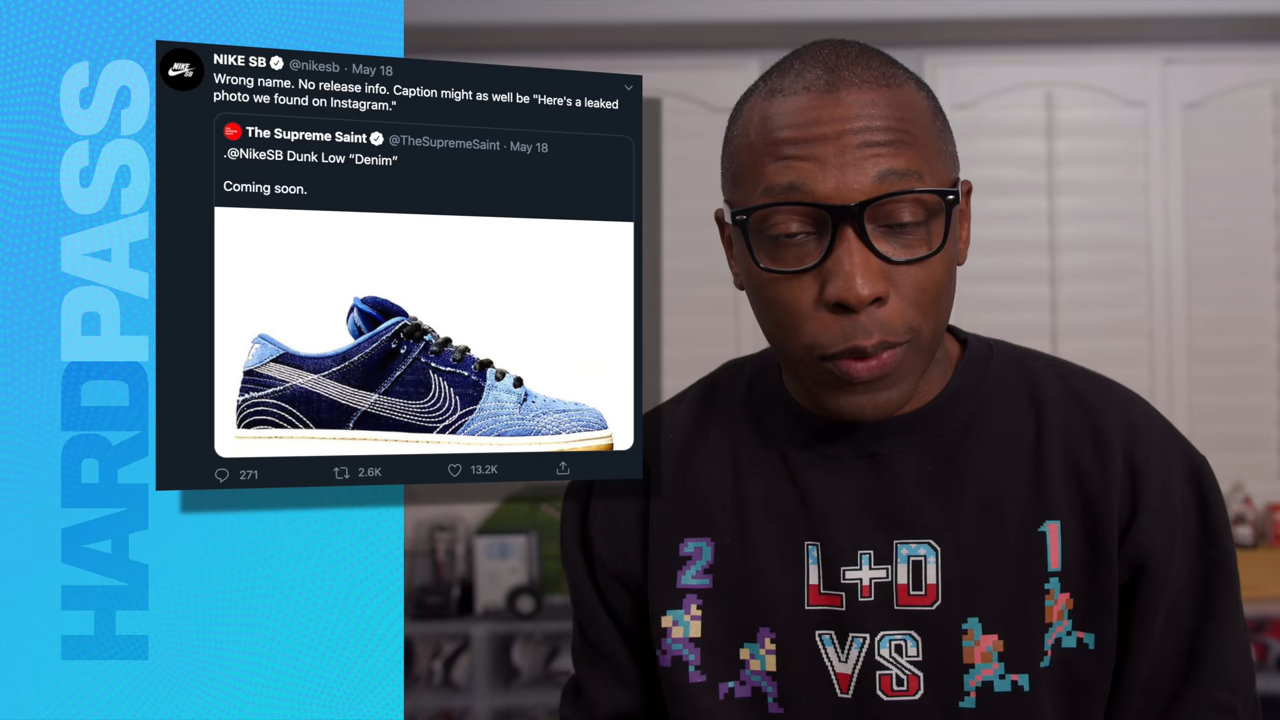 HARDPASS
NIKE SB
NIKE SB @nikesb · May 18
Wrong name. No release info. Caption might as well be "Here's a leaked
photo we found on Instagram."
The Supreme Saint @TheSupremeSaint · May 18
.@NikeSB Dunk Low “Denim”
Coming soon.
271 2.6K 13.2K
2 L+D 1
VS